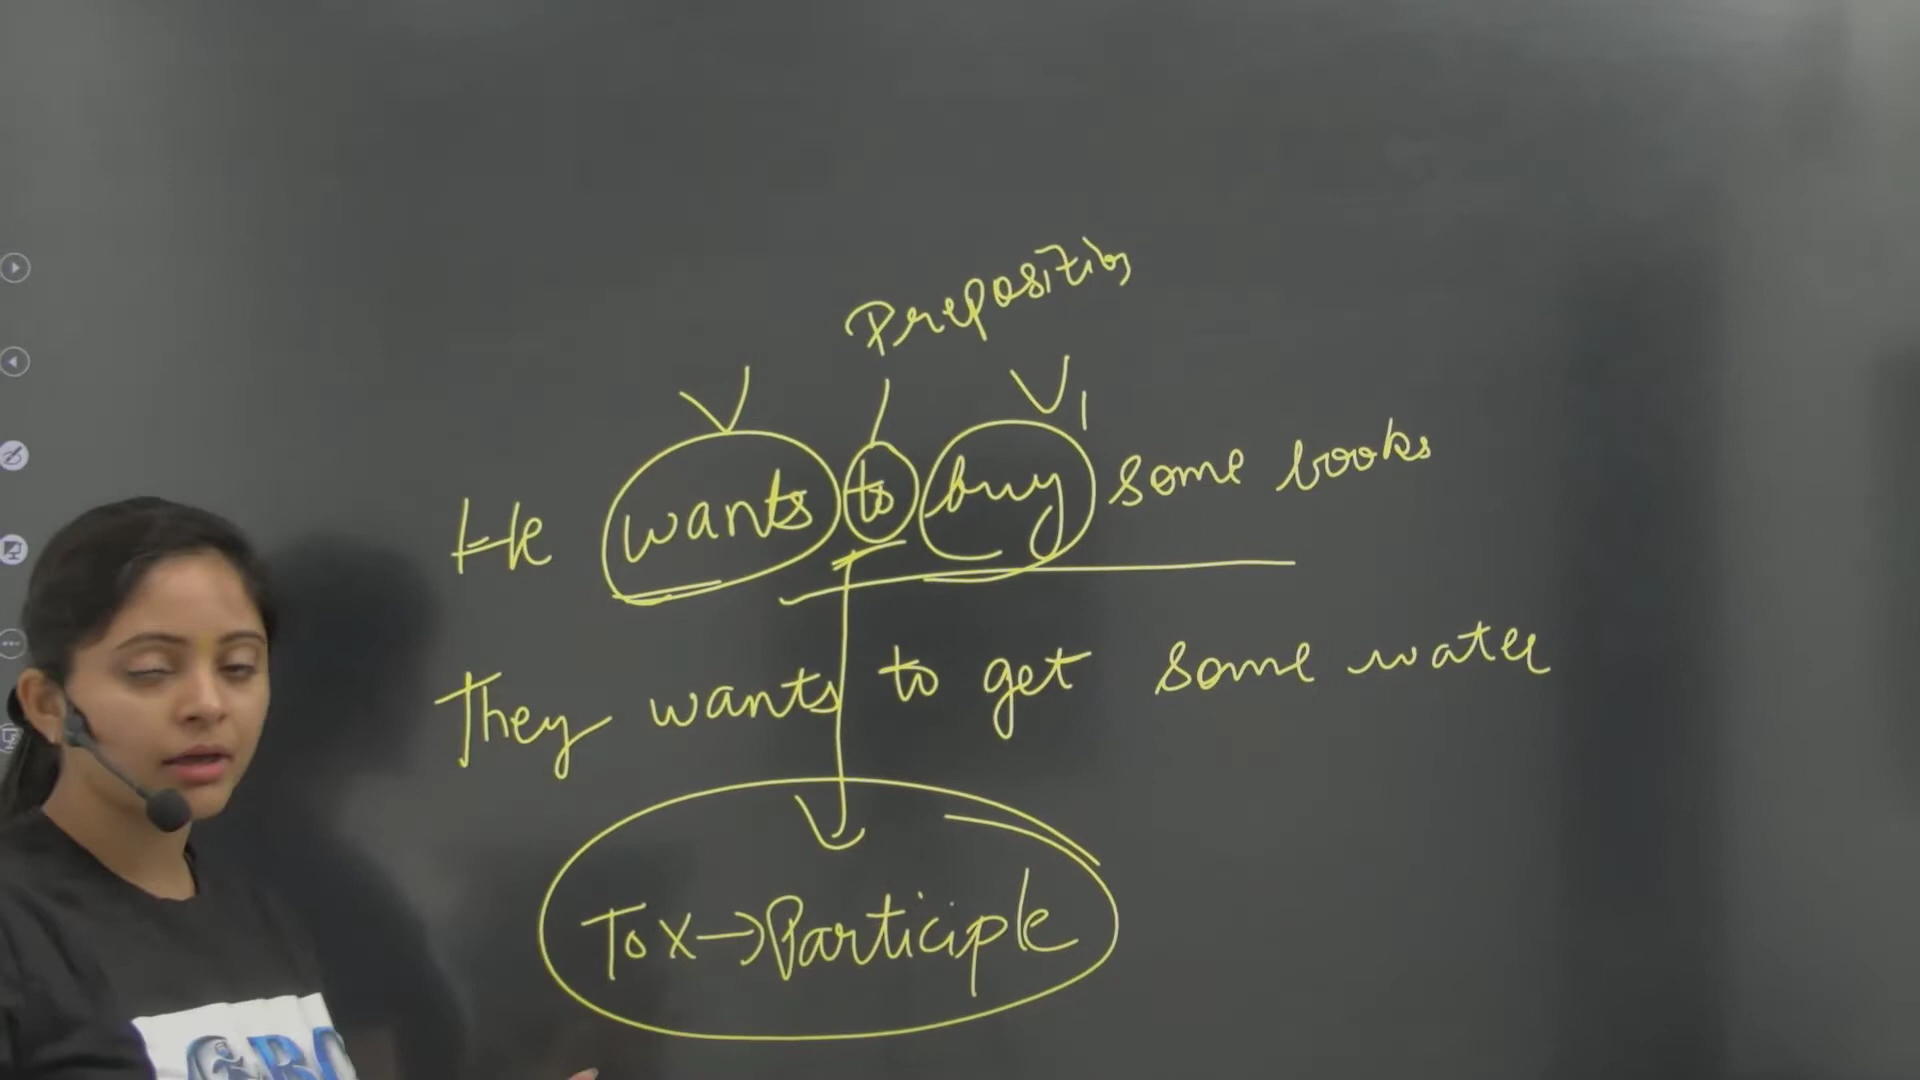 Preposition
V V1
He wants to buy some books
They wants to get some water
To X → Participle